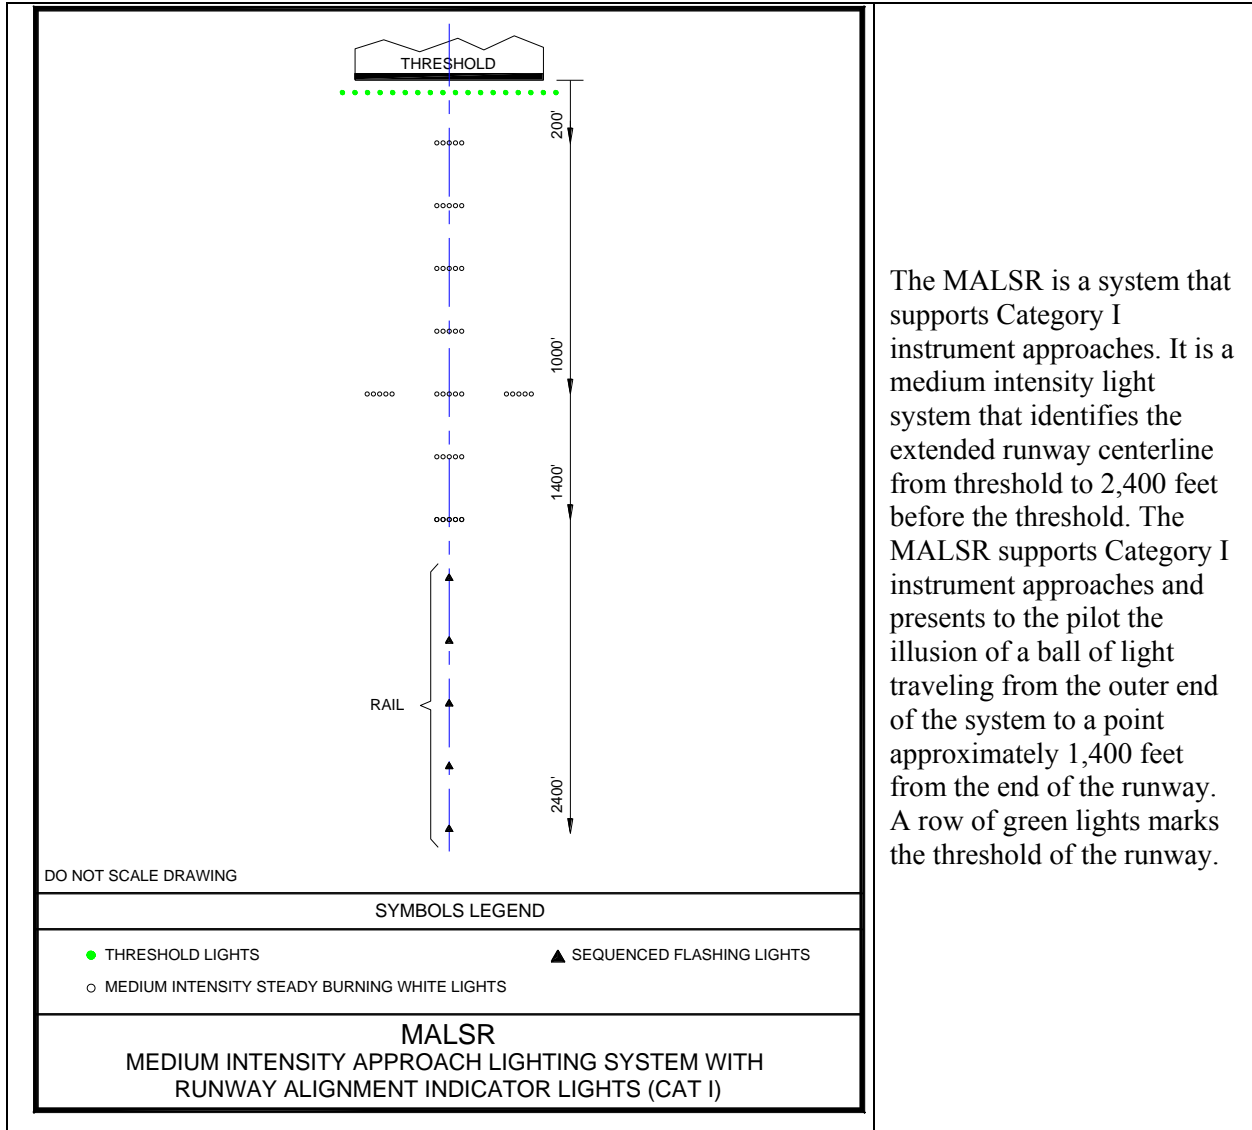 THRESHOLD
200'
1000'
1400'
RAIL
2400'
DO NOT SCALE DRAWING
SYMBOLS LEGEND
THRESHOLD LIGHTS
SEQUENCED FLASHING LIGHTS
MEDIUM INTENSITY STEADY BURNING WHITE LIGHTS
MALSR
MEDIUM INTENSITY APPROACH LIGHTING SYSTEM WITH
RUNWAY ALIGNMENT INDICATOR LIGHTS (CAT I)
The MALSR is a system that
supports Category I
instrument approaches. It is a
medium intensity light
system that identifies the
extended runway centerline
from threshold to 2,400 feet
before the threshold. The
MALSR supports Category I
instrument approaches and
presents to the pilot the
illusion of a ball of light
traveling from the outer end
of the system to a point
approximately 1,400 feet
from the end of the runway.
A row of green lights marks
the threshold of the runway.